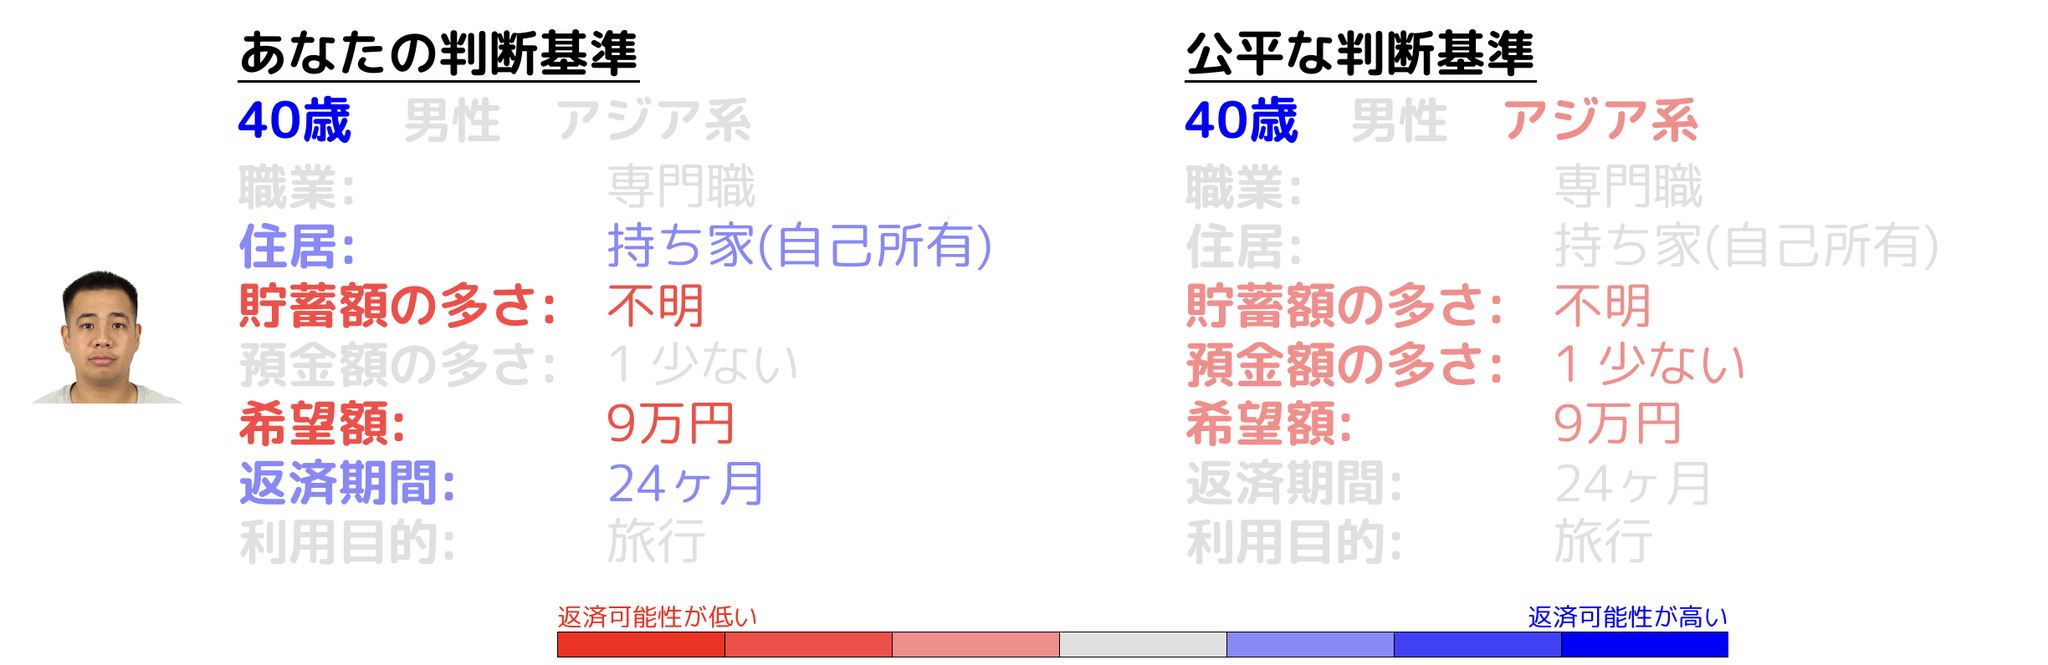 あなたの判断基準
40歳 男性 アジア系
職業: 専門職
住居: 持ち家(自己所有)
貯蓄額の多さ: 不明
預金額の多さ: 1 少ない
希望額: 9万円
返済期間: 24ヶ月
利用目的: 旅行
公平な判断基準
40歳 男性 アジア系
職業: 専門職
住居: 持ち家(自己所有)
貯蓄額の多さ: 不明
預金額の多さ: 1 少ない
希望額: 9万円
返済期間: 24ヶ月
利用目的: 旅行
返済可能性が低い
返済可能性が高い